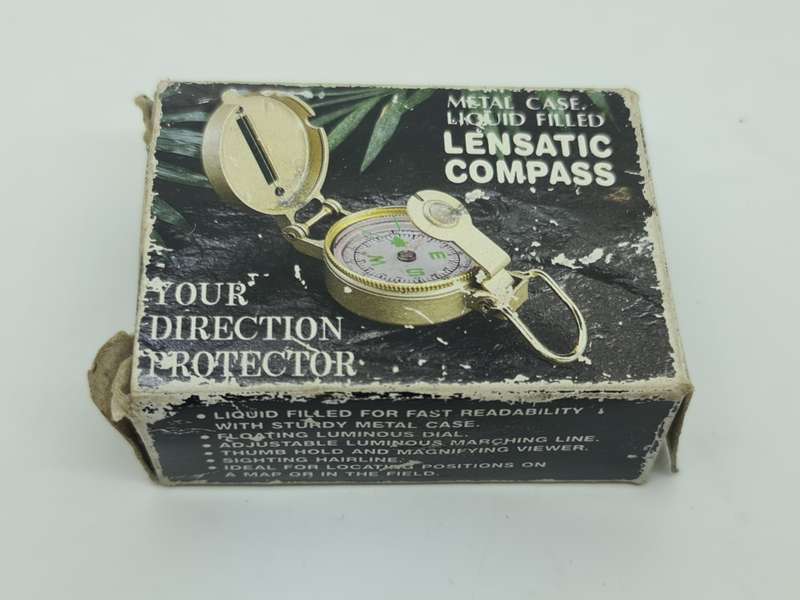 METAL CASE.
LIQUID FILLED
LENSATIC
COMPASS
YOUR
DIRECTION
PROTECTOR
• LIQUID FILLED FOR FAST READABILITY
WITH STURDY METAL CASE.
• FLOATING LUMINOUS DIAL.
• ADJUSTABLE LUMINOUS MARCHING LINE.
• THUMB HOLD AND MAGNIFYING VIEWER.
• SIGHTING HAIRLINE.
• IDEAL FOR LOCATING POSITIONS ON
A MAP OR IN THE FIELD.
E
S
W